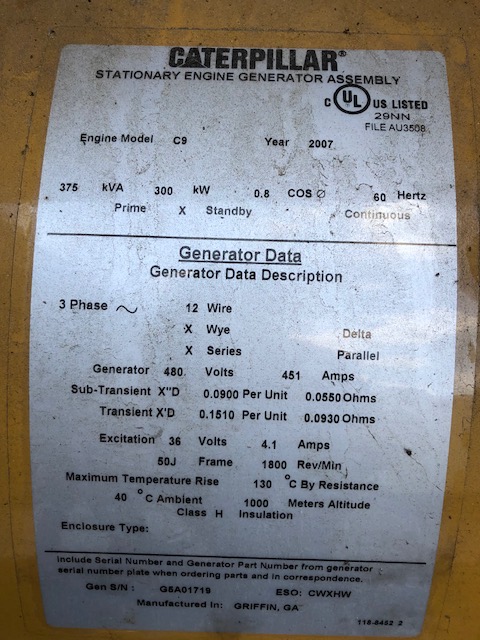 CATERPILLAR®
STATIONARY ENGINE GENERATOR ASSEMBLY
C UL US LISTED
29NN
FILE AU3508
Engine Model C9 Year 2007
375 kVA 300 kW 0.8 COS Ø 60 Hertz
Prime X Standby Continuous
Generator Data
Generator Data Description
3 Phase ~ 12 Wire
X Wye Delta
X Series Parallel
Generator 480 Volts 451 Amps
Sub-Transient X"D 0.0900 Per Unit 0.0550 Ohms
Transient X'D 0.1510 Per Unit 0.0930 Ohms
Excitation 36 Volts 4.1 Amps
50J Frame 1800 Rev/Min
Maximum Temperature Rise 130 °C By Resistance
40 °C Ambient 1000 Meters Altitude
Class H Insulation
Enclosure Type:
Include Serial Number and Generator Part Number from generator
serial number plate when ordering parts and in correspondence.
Gen S/N : G5A01719 ESO: CWXHW
Manufactured In: GRIFFIN, GA
115-8452 2